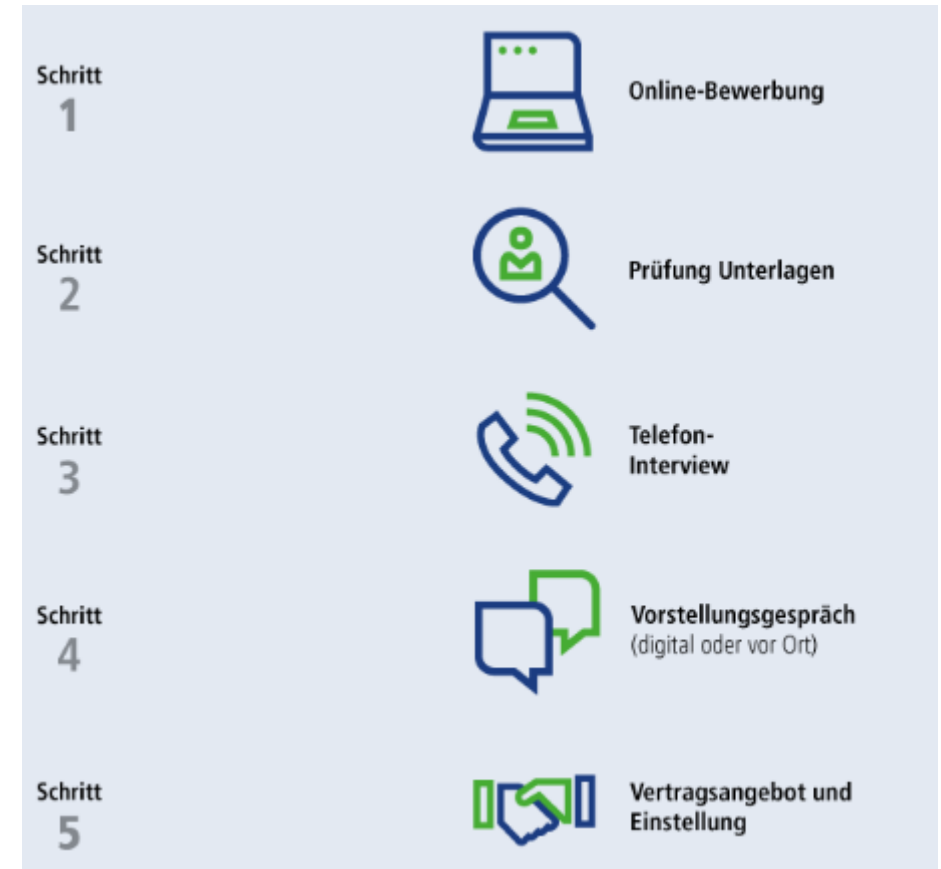 Schritt
1
Online-Bewerbung
Schritt
2
Prüfung Unterlagen
Schritt
3
Telefon-
Interview
Schritt
4
Vorstellungsgespräch
(digital oder vor Ort)
Schritt
5
Vertragsangebot und
Einstellung